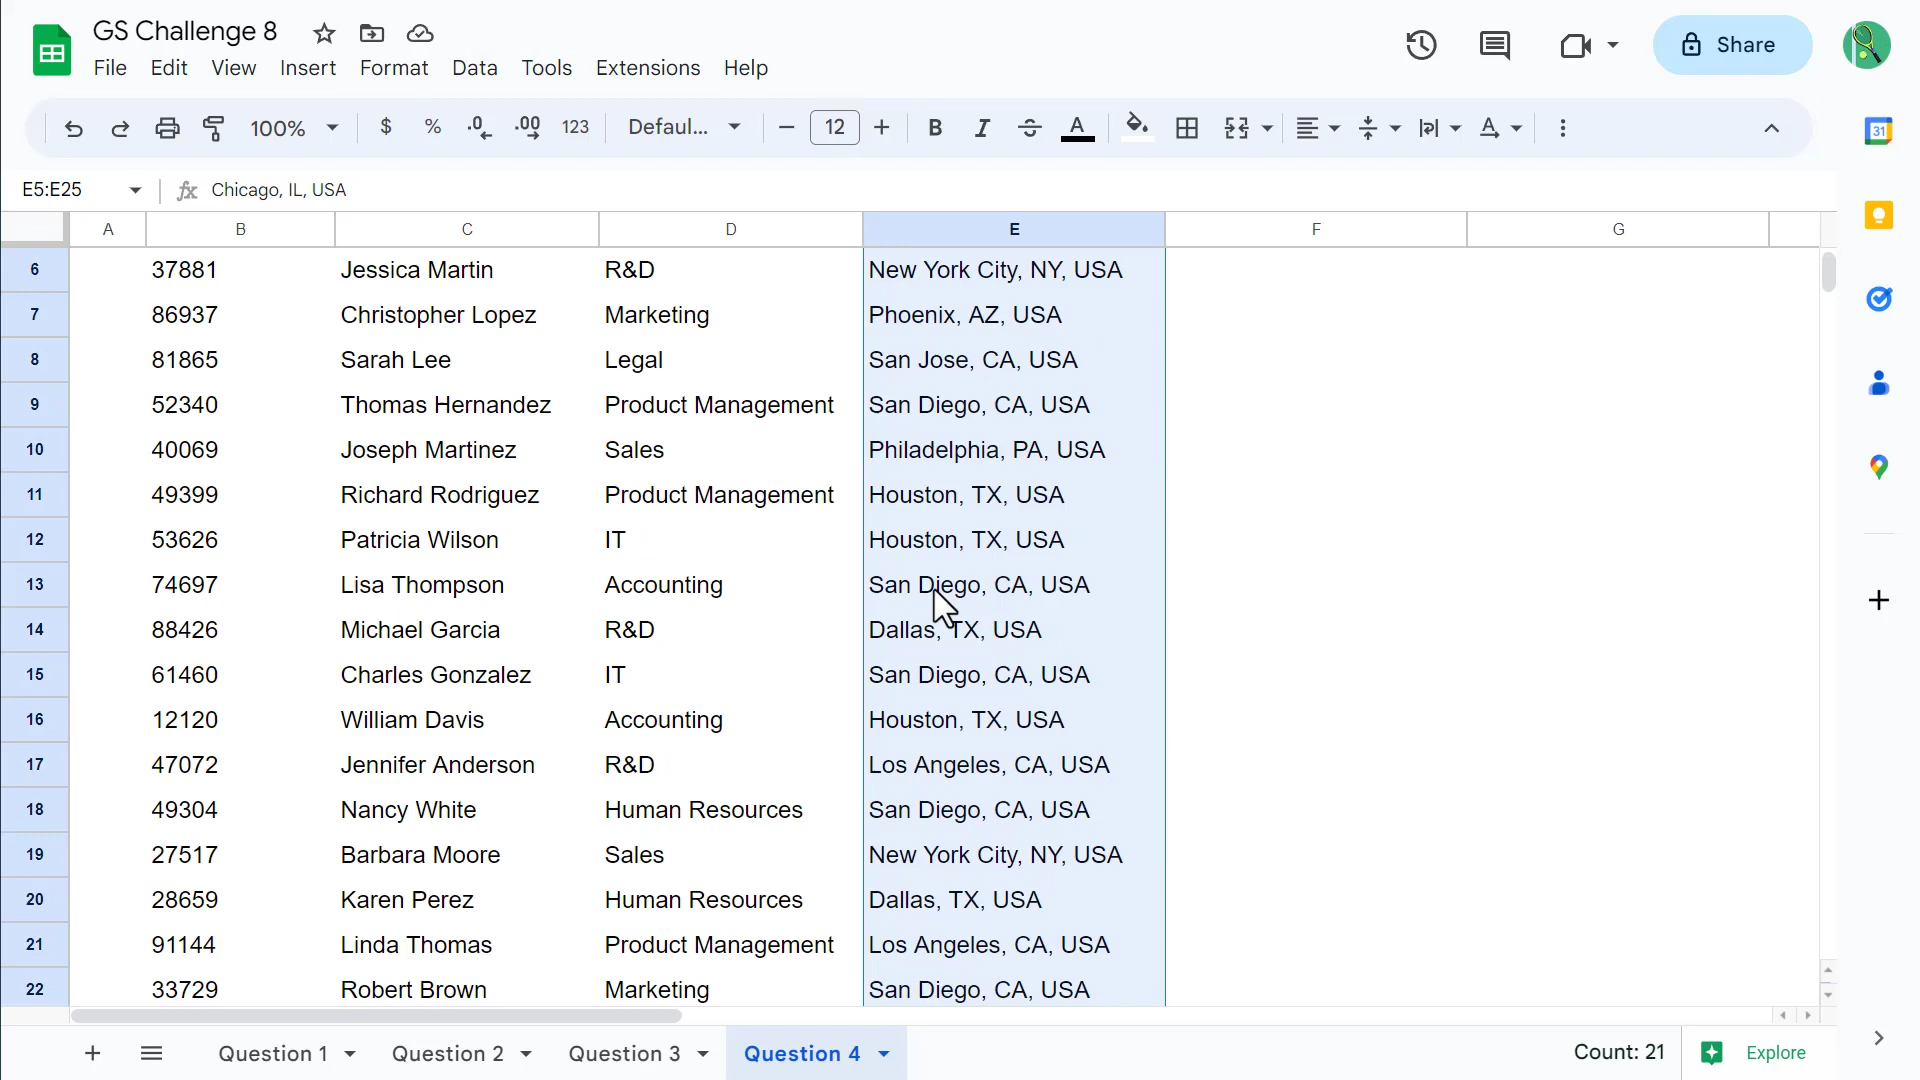 GS Challenge 8
File Edit View Insert Format Data Tools Extensions Help
Share
100% $ % .0 .00 123 Defaul... 12 B I S A A
31
E5:E25 fx Chicago, IL, USA
A B C D E F G
6 37881 Jessica Martin R&D New York City, NY, USA
7 86937 Christopher Lopez Marketing Phoenix, AZ, USA
8 81865 Sarah Lee Legal San Jose, CA, USA
9 52340 Thomas Hernandez Product Management San Diego, CA, USA
10 40069 Joseph Martinez Sales Philadelphia, PA, USA
11 49399 Richard Rodriguez Product Management Houston, TX, USA
12 53626 Patricia Wilson IT Houston, TX, USA
13 74697 Lisa Thompson Accounting San Diego, CA, USA
14 88426 Michael Garcia R&D Dallas, TX, USA
15 61460 Charles Gonzalez IT San Diego, CA, USA
16 12120 William Davis Accounting Houston, TX, USA
17 47072 Jennifer Anderson R&D Los Angeles, CA, USA
18 49304 Nancy White Human Resources San Diego, CA, USA
19 27517 Barbara Moore Sales New York City, NY, USA
20 28659 Karen Perez Human Resources Dallas, TX, USA
21 91144 Linda Thomas Product Management Los Angeles, CA, USA
22 33729 Robert Brown Marketing San Diego, CA, USA
Question 1 Question 2 Question 3 Question 4 Count: 21 Explore